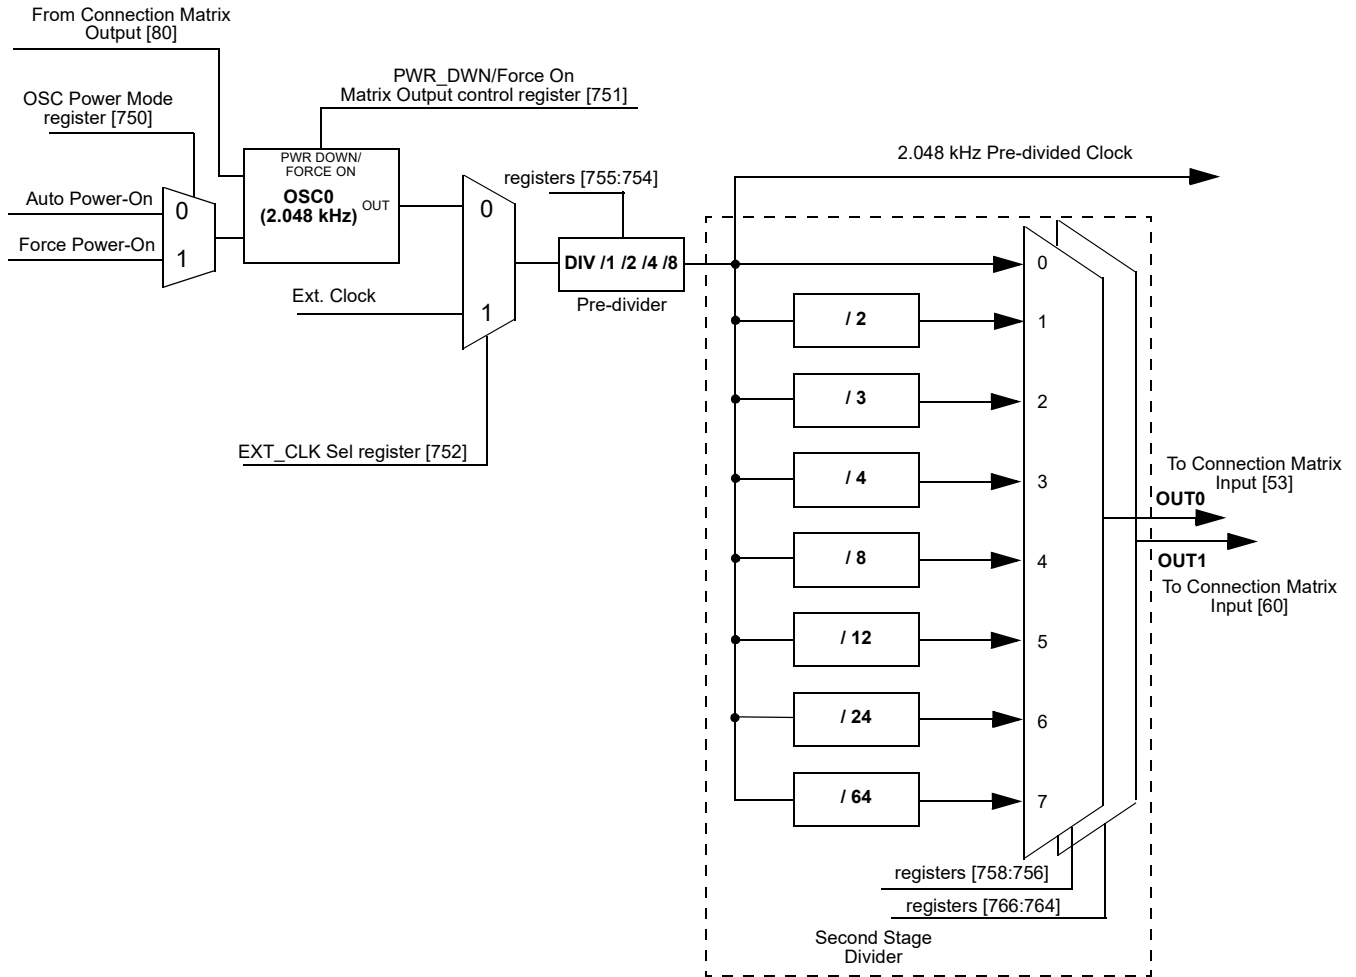 From Connection Matrix
Output [80]
OSC Power Mode
register [750]
PWR_DWN/Force On
Matrix Output control register [751]
PWR DOWN/
FORCE ON
OSC0
(2.048 kHz)
OUT
Auto Power-On
0
Force Power-On
1
0
Ext. Clock
1
EXT_CLK Sel register [752]
registers [755:754]
DIV /1 /2 /4 /8
Pre-divider
2.048 kHz Pre-divided Clock
0
/ 2
1
/ 3
2
/ 4
3
/ 8
4
/ 12
5
/ 24
6
/ 64
7
To Connection Matrix
Input [53]
OUT0
OUT1
To Connection Matrix
Input [60]
registers [758:756]
registers [766:764]
Second Stage
Divider